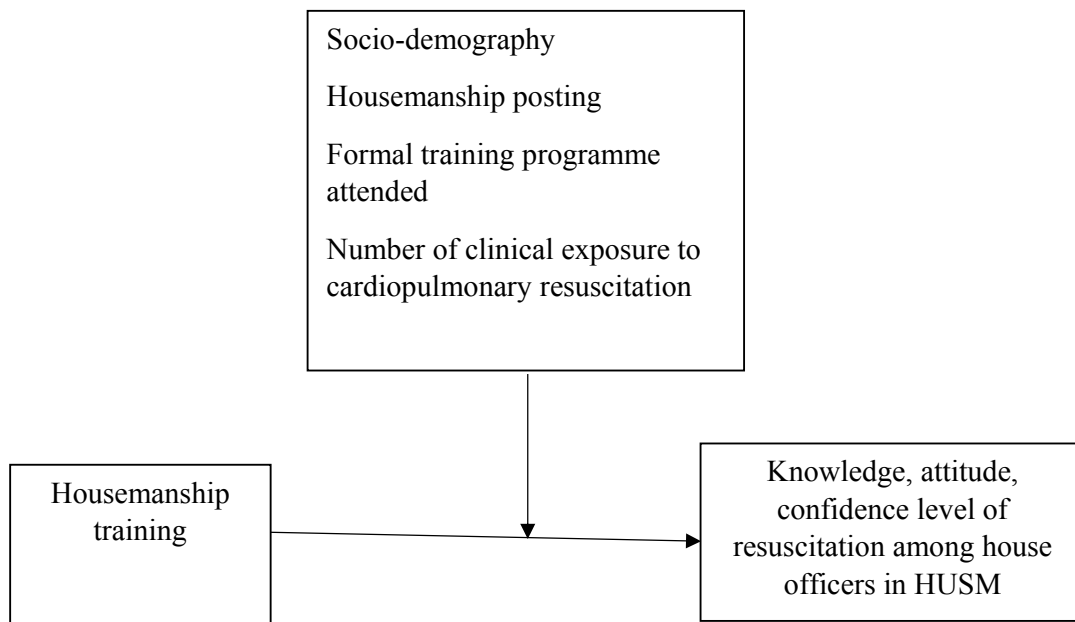 Socio-demography
Housemanship posting
Formal training programme
attended
Number of clinical exposure to
cardiopulmonary resuscitation
Housemanship
training
Knowledge, attitude,
confidence level of
resuscitation among house
officers in HUSM